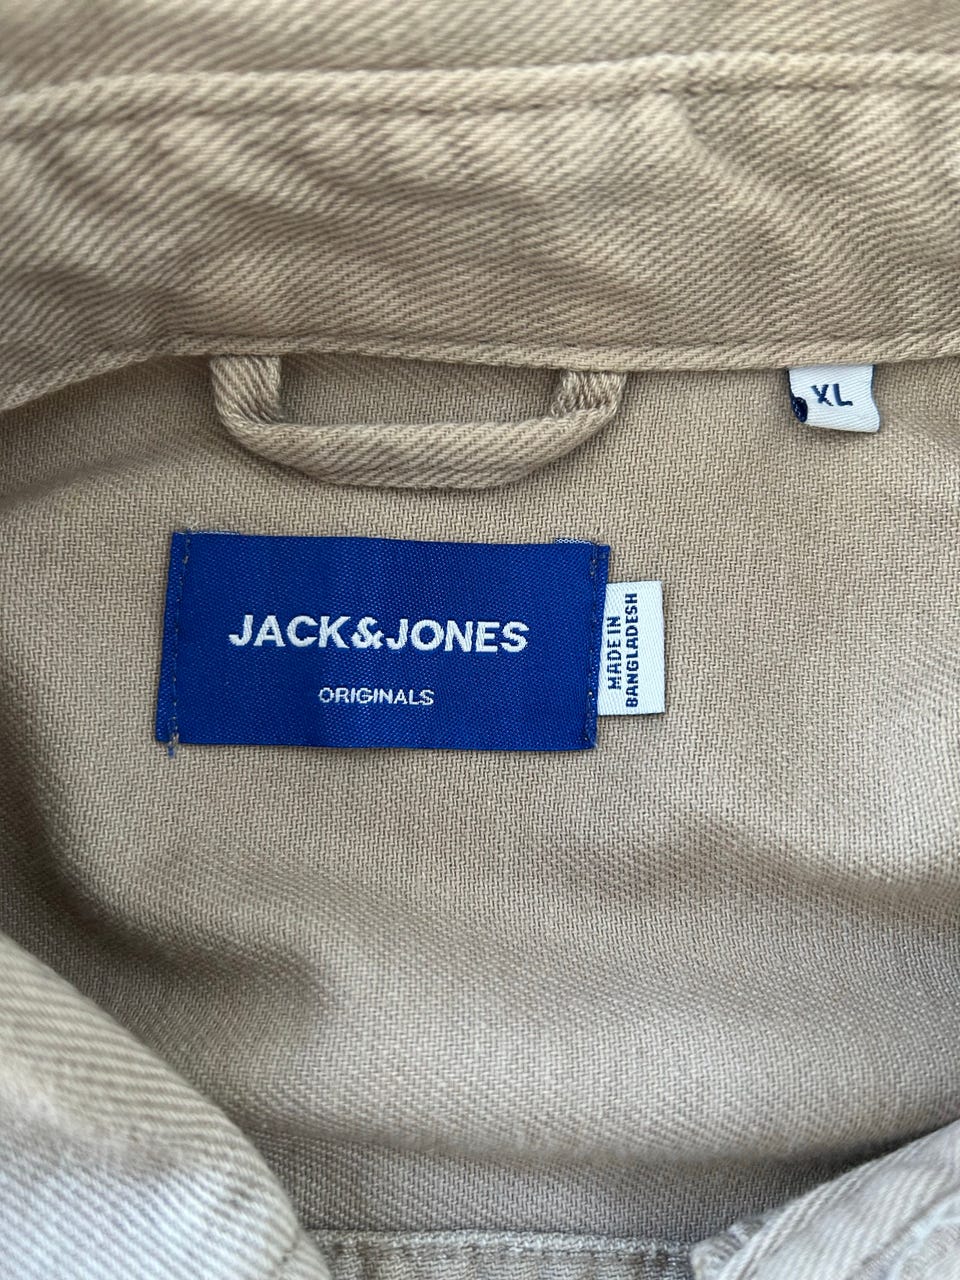 XL
JACK&JONES
ORIGINALS
MADE IN
BANGLADESH